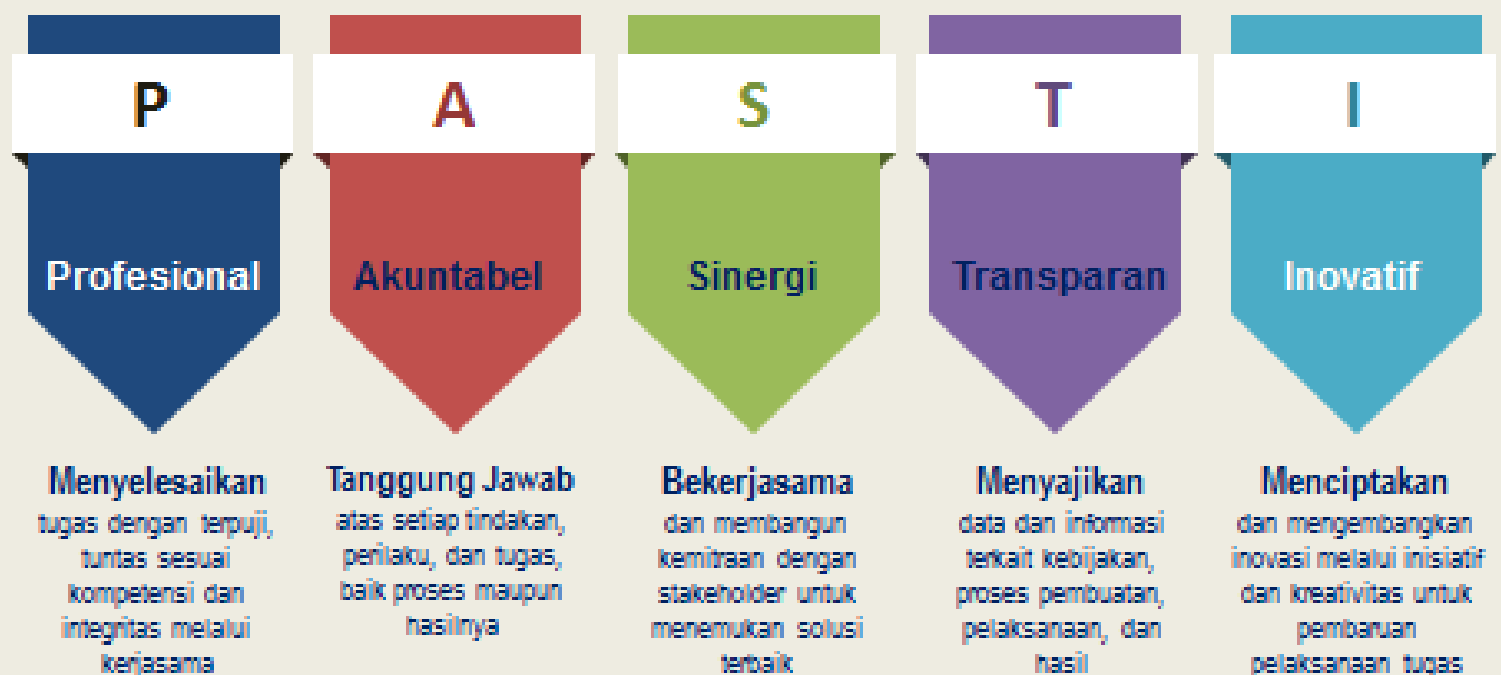 P
Profesional
Menyelesaikan
tugas dengan terpuji,
tuntas sesuai
kompetensi dan
integritas melalui
kerjasama
A
Akuntabel
Tanggung Jawab
atas setiap tindakan,
perilaku, dan tugas,
baik proses maupun
hasilnya
S
Sinergi
Bekerjasama
dan membangun
kemitraan dengan
stakeholder untuk
menemukan solusi
terbaik
T
Transparan
Menyajikan
data dan informasi
terkait kebijakan,
proses pembuatan,
pelaksanaan, dan
hasil
I
Inovatif
Menciptakan
dan mengembangkan
inovasi melalui inisiatif
dan kreativitas untuk
pembaruan
pelaksanaan tugas